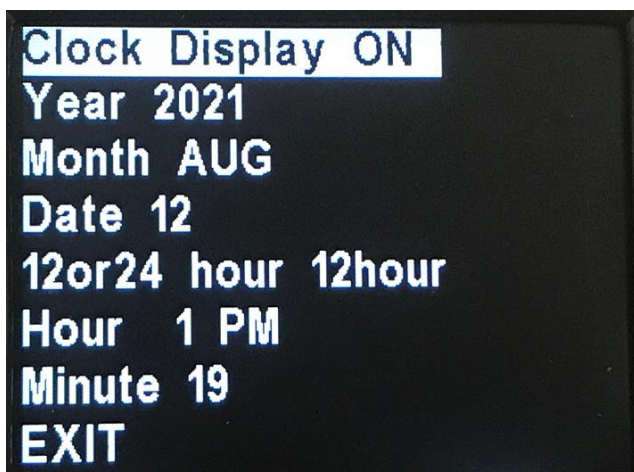 Clock Display ON
Year 2021
Month AUG
Date 12
12or24 hour 12hour
Hour 1 PM
Minute 19
EXIT